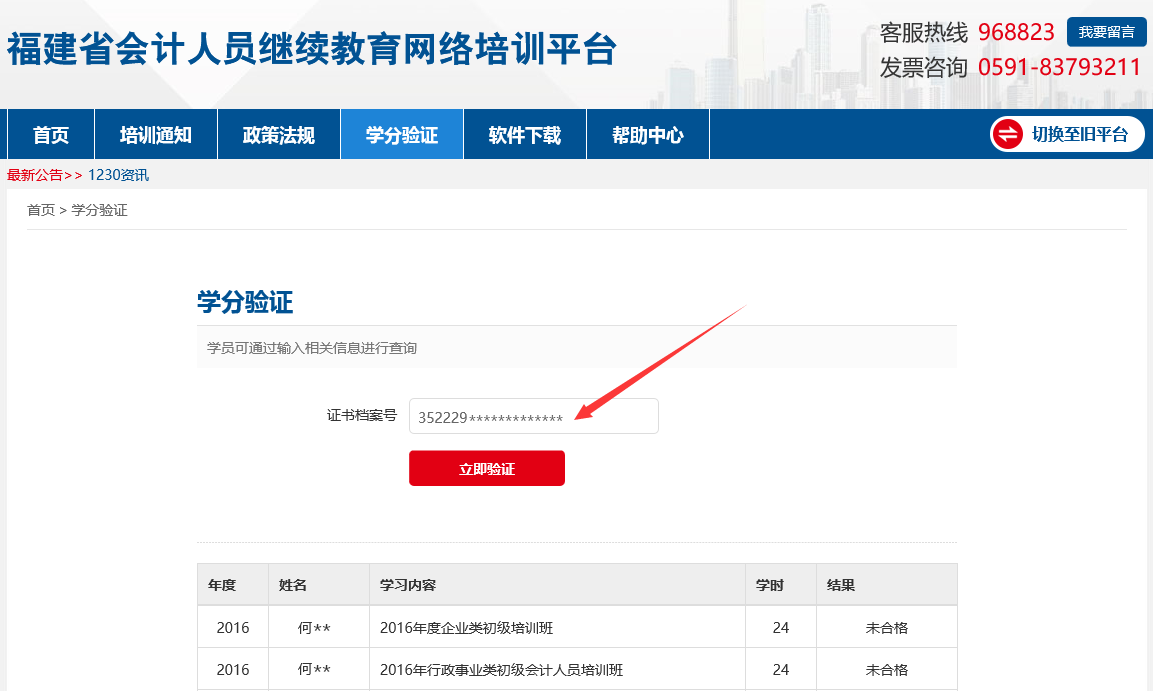 福建省会计人员继续教育网络培训平台
客服热线 968823 我要留言
发票咨询 0591-83793211
首页 培训通知 政策法规 学分验证 软件下载 帮助中心 切换至旧平台
最新公告>> 1230资讯
首页 > 学分验证
学分验证
学员可通过输入相关信息进行查询
证书档案号 352229*************
立即验证
年度 姓名 学习内容 学时 结果
2016 何** 2016年度企业类初级培训班 24 未合格
2016 何** 2016年行政事业类初级会计人员培训班 24 未合格